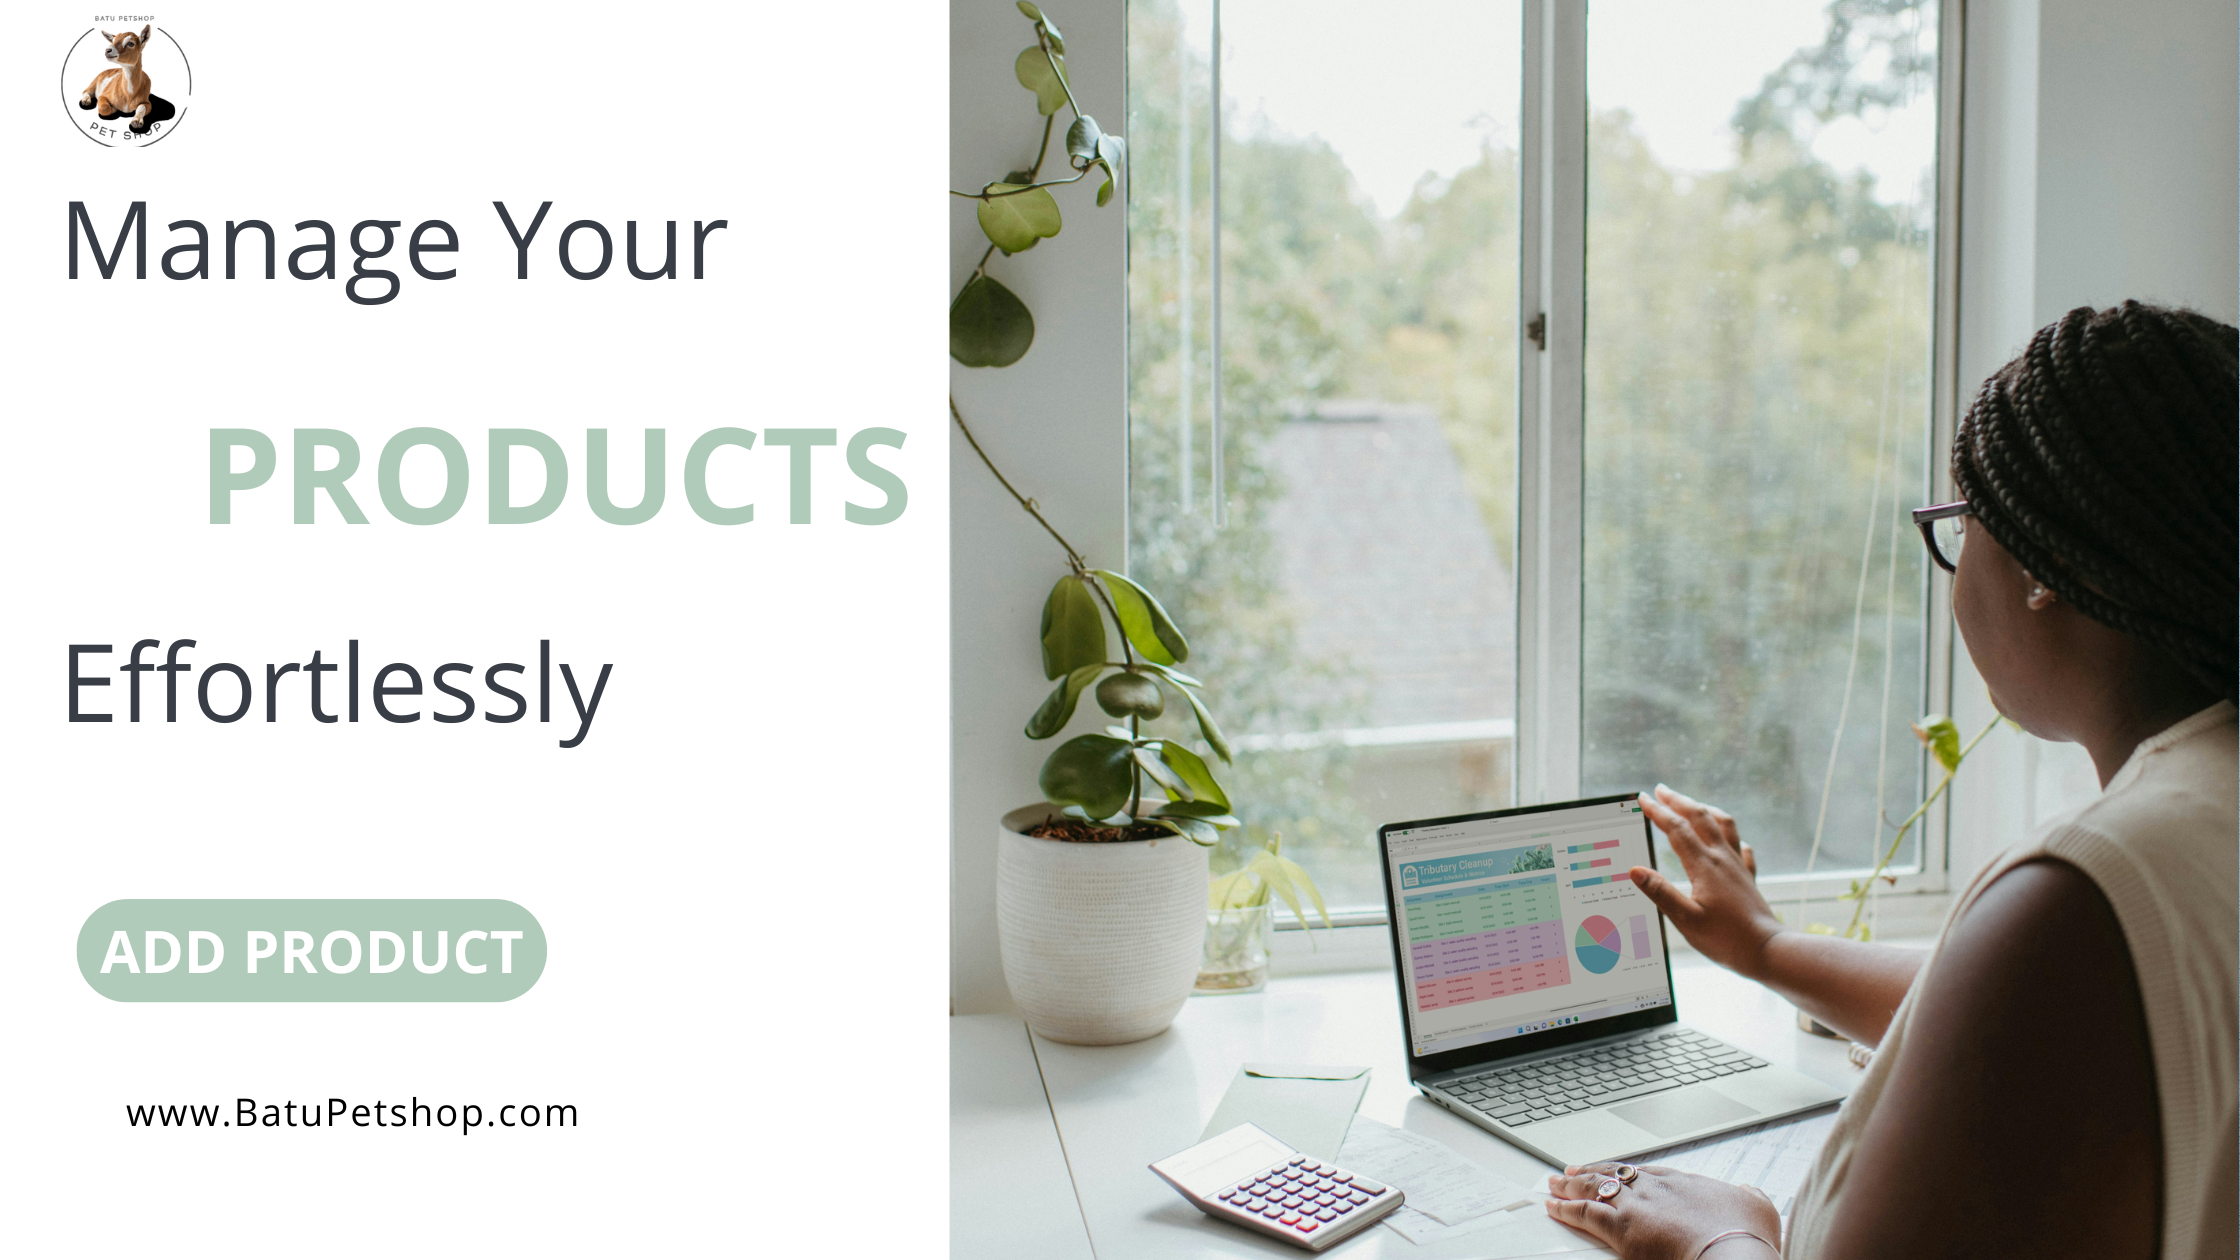 BATU PETSHOP
PET SHOP
Manage Your
PRODUCTS
Effortlessly
ADD PRODUCT
www.BatuPetshop.com
Tributary Cleanup